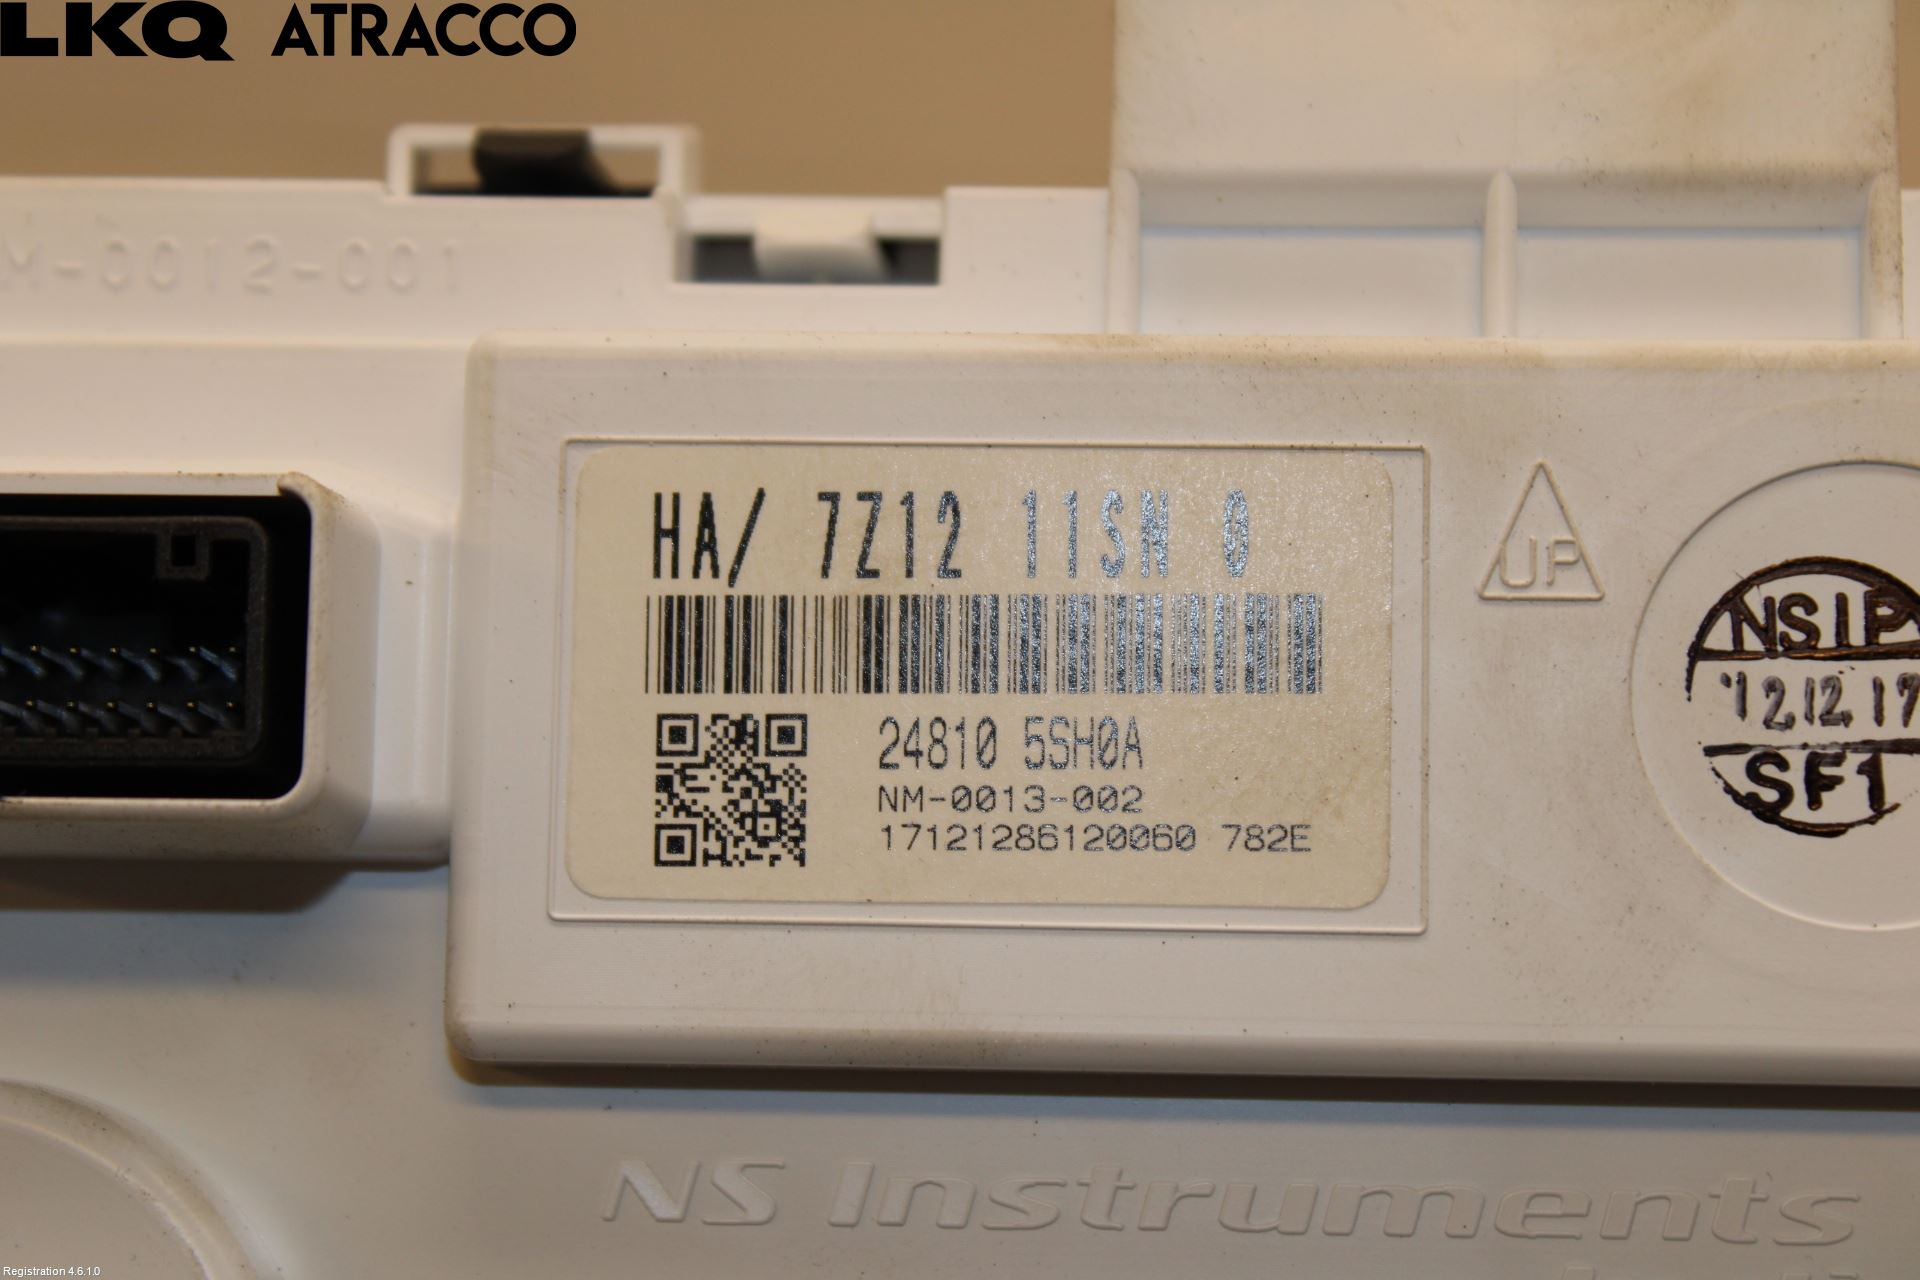 LKQ ATRACCO
M-0012-001
HA/ 7Z12 11SN 0
UP
NSIP
'12.12.17
SF1
24810 5SH0A
NM-0013-002
17121286120060 782E
NS Instruments
Registration 4.6.1.0